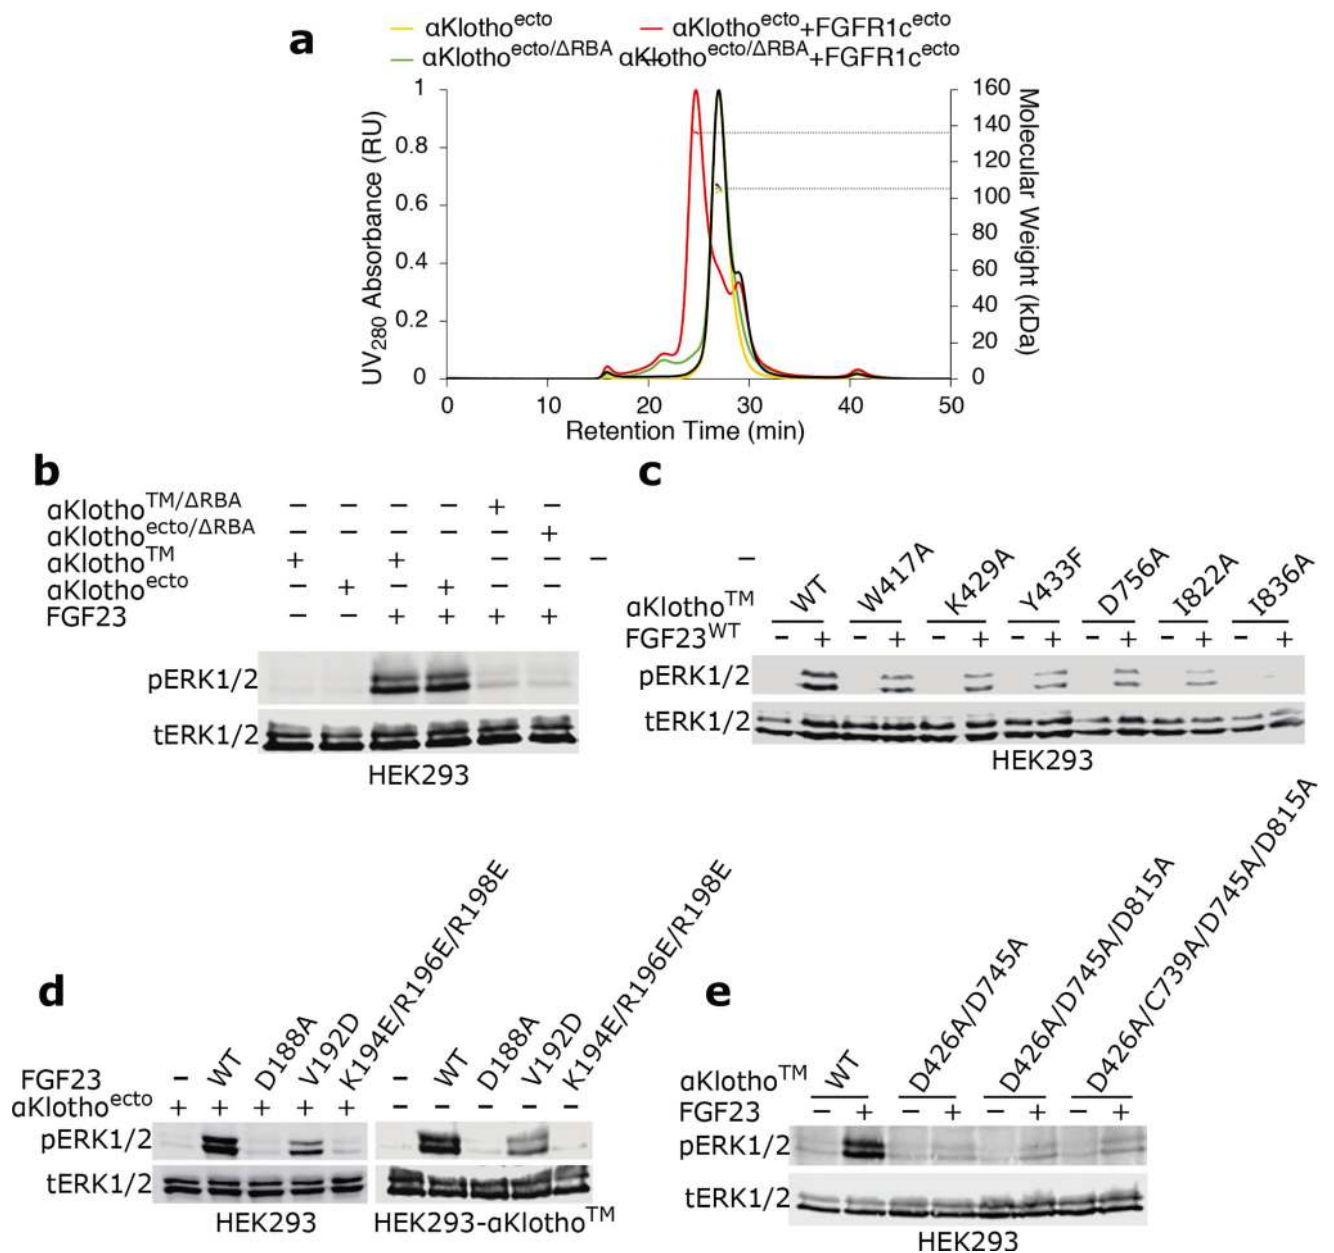 a
αKlotho^ecto
αKlotho^ecto+FGFR1c^ecto
αKlotho^ecto/ΔRBA
αKlotho^ecto/ΔRBA+FGFR1c^ecto
UV280 Absorbance (RU)
1
0.8
0.6
0.4
0.2
0
Molecular Weight (kDa)
160
140
120
100
80
60
40
20
0
0 10 20 30 40 50
Retention Time (min)
b
αKlotho^TM/ΔRBA − − − − + −
αKlotho^ecto/ΔRBA − − − − − +
αKlotho^TM + − + − − − −
αKlotho^ecto − + − + − −
FGF23 − − + + + +
pERK1/2
tERK1/2
HEK293
c
−
αKlotho^TM WT W417A K429A Y433F D756A I822A I836A
FGF23^WT − + − + − + − + − + − + − +
pERK1/2
tERK1/2
HEK293
d
FGF23 − WT D188A V192D K194E/R196E/R198E − WT D188A V192D K194E/R196E/R198E
αKlotho^ecto + + + + + − − − − −
pERK1/2
tERK1/2
HEK293 HEK293-αKlotho^TM
e
αKlotho^TM WT D426A/D745A D426A/D745A/D815A D426A/C739A/D745A/D815A
FGF23 − + − + − + − +
pERK1/2
tERK1/2
HEK293